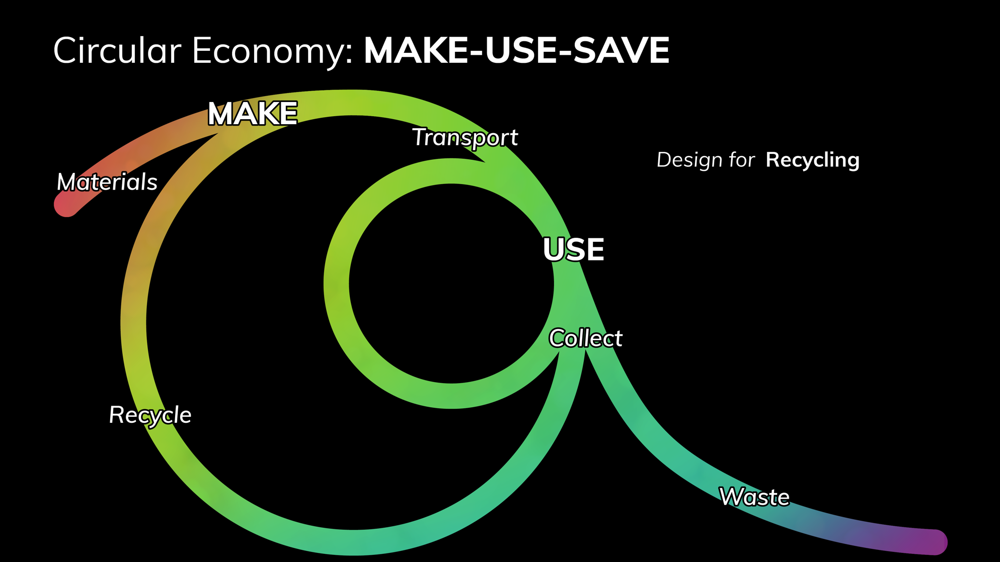 Circular Economy: MAKE-USE-SAVE
MAKE
Transport
Design for Recycling
Materials
USE
Collect
Recycle
Waste